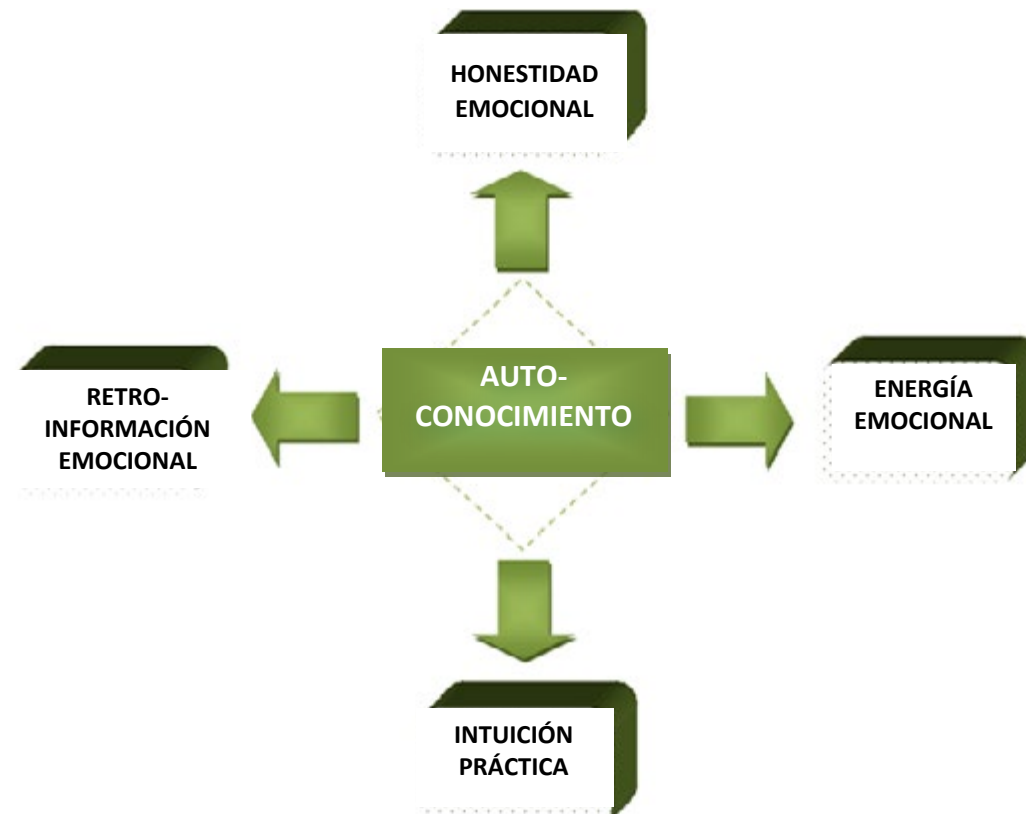 HONESTIDAD
EMOCIONAL
AUTO-
CONOCIMIENTO
RETRO-
INFORMACIÓN
EMOCIONAL
ENERGÍA
EMOCIONAL
INTUICIÓN
PRÁCTICA